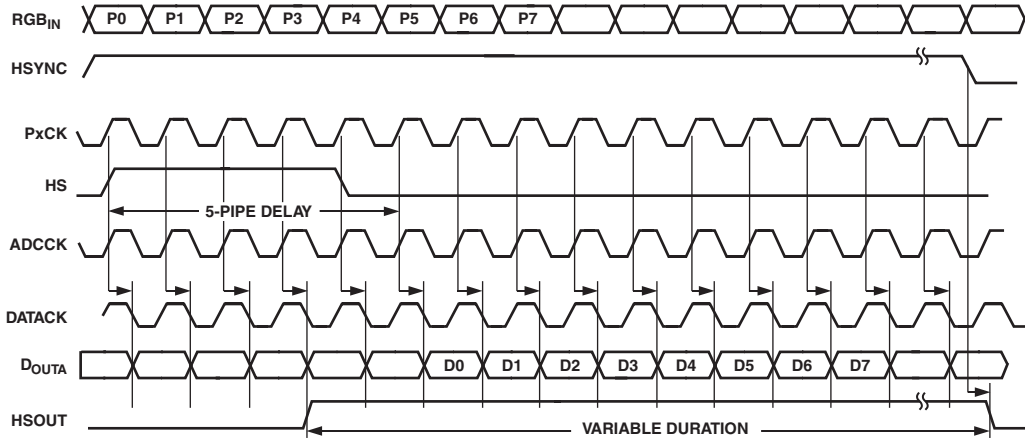 RGBIN P0 P1 P2 P3 P4 P5 P6 P7
HSYNC
PxCK
HS
5-PIPE DELAY
ADCCK
DATACK
DOUTA D0 D1 D2 D3 D4 D5 D6 D7
HSOUT
VARIABLE DURATION